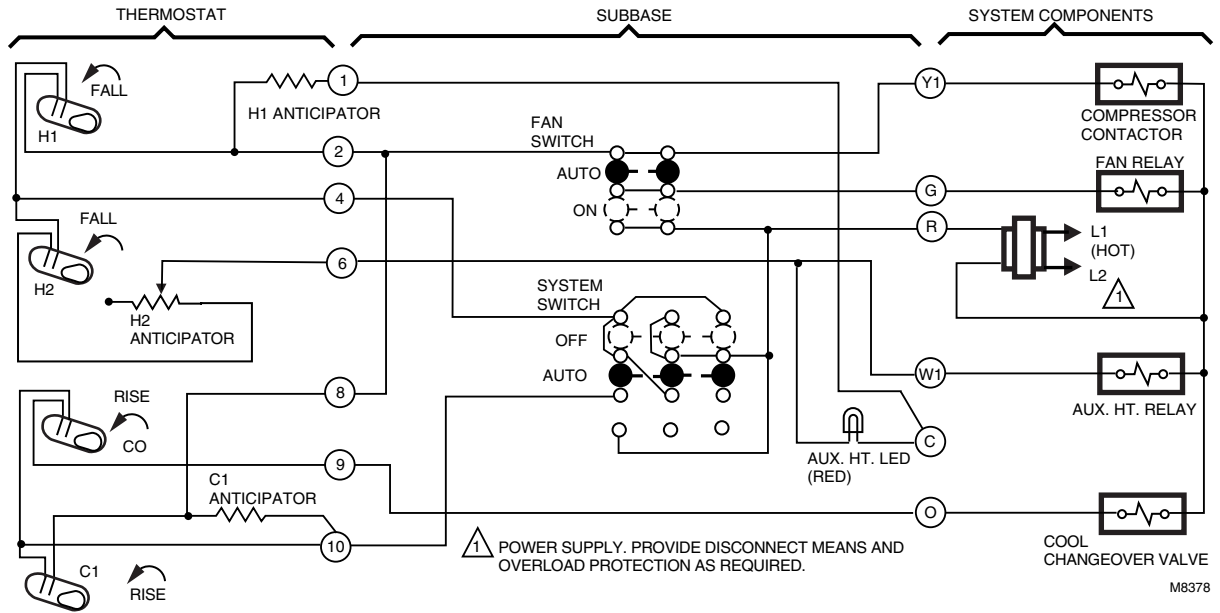 THERMOSTAT
SUBBASE
SYSTEM COMPONENTS
FALL
H1
1
H1 ANTICIPATOR
Y1
COMPRESSOR
CONTACTOR
2
FAN
SWITCH
AUTO
ON
FAN RELAY
4
G
R
L1
(HOT)
L2
1
FALL
H2
6
H2
ANTICIPATOR
SYSTEM
SWITCH
OFF
AUTO
W1
AUX. HT. RELAY
RISE
CO
8
AUX. HT. LED
(RED)
C
9
C1
ANTICIPATOR
10
O
COOL
CHANGEOVER VALVE
1
POWER SUPPLY. PROVIDE DISCONNECT MEANS AND
OVERLOAD PROTECTION AS REQUIRED.
C1
RISE
M8378